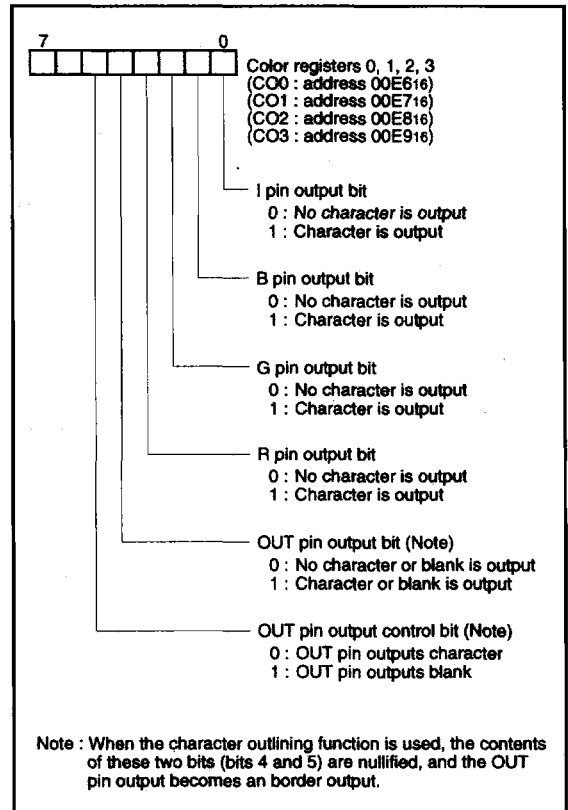 7 0
Color registers 0, 1, 2, 3
(CO0 : address 00E616)
(CO1 : address 00E716)
(CO2 : address 00E816)
(CO3 : address 00E916)
I pin output bit
0 : No character is output
1 : Character is output
B pin output bit
0 : No character is output
1 : Character is output
G pin output bit
0 : No character is output
1 : Character is output
R pin output bit
0 : No character is output
1 : Character is output
OUT pin output bit (Note)
0 : No character or blank is output
1 : Character or blank is output
OUT pin output control bit (Note)
0 : OUT pin outputs character
1 : OUT pin outputs blank
Note : When the character outlining function is used, the contents
of these two bits (bits 4 and 5) are nullified, and the OUT
pin output becomes an border output.